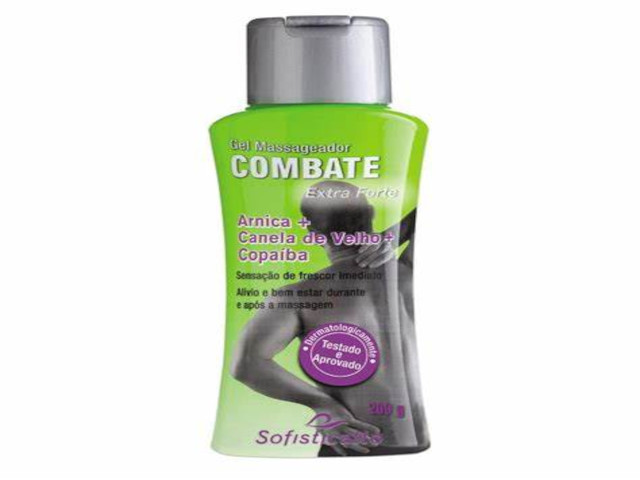 Gel Massageador
COMBATE
Extra Forte
Arnica +
Canela de Velho +
Copaíba
Sensação de frescor imediato
Alívio e bem estar durante
e após a massagem
Dermatologicamente
Testado
e
Aprovado
200 g
Sofisticatto